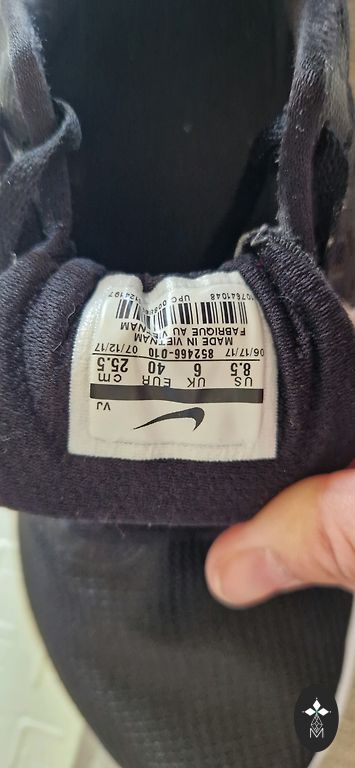 VJ
US UK EUR cm
8.5 6 40 25.5
06/17/17 852466-010 07/12/17
MADE IN VIETNAM
FABRIQUE AU VIETNAM
UPC
M